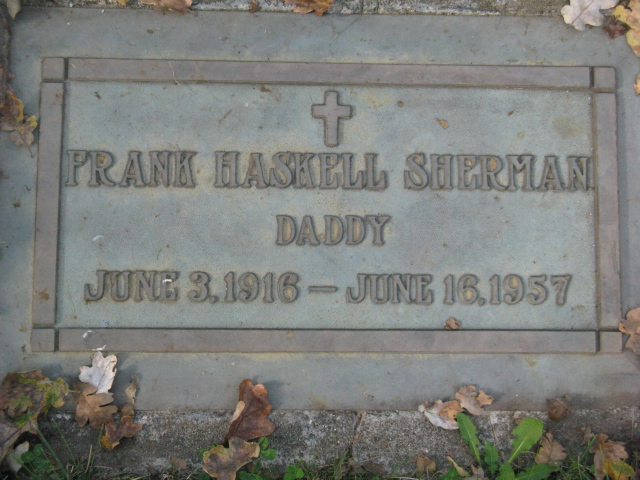 FRANK HASKELL SHERMAN
DADDY
JUNE 3, 1916 – JUNE 16, 1957